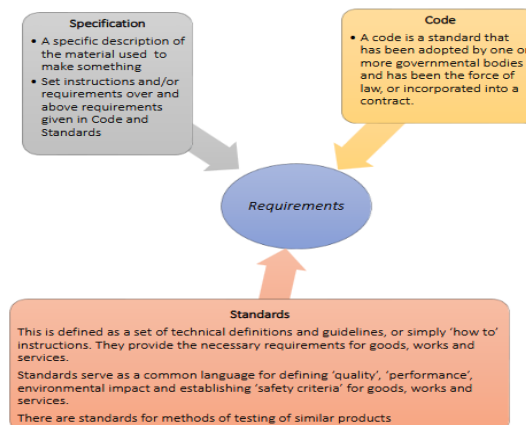 Specification
• A specific description of
the material used to
make something
• Set instructions and/or
requirements over and
above requirements
given in Code and
Standards
Code
• A code is a standard that
has been adopted by one or
more governmental bodies
and has been the force of
law, or incorporated into a
contract.
Requirements
Standards
This is defined as a set of technical definitions and guidelines, or simply ‘how to’
instructions. They provide the necessary requirements for goods, works and
services.
Standards serve as a common language for defining ‘quality’, ‘performance’,
environmental impact and establishing ‘safety criteria’ for goods, works and
services.
There are standards for methods of testing of similar products